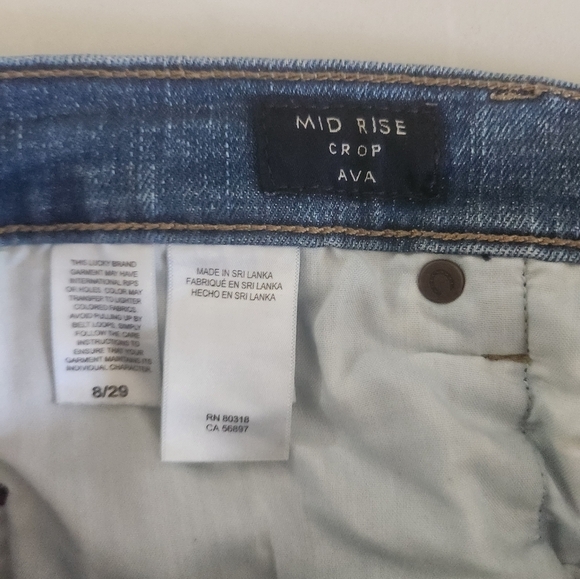 MID RISE
CROP
AVA
THIS LUCKY BRAND
GARMENT MAY HAVE
INTERNATIONAL RIPS
OR HOLES. COLOR MAY
TRANSFER TO LIGHTER
COLORED FABRICS.
AVOID PULLING UP BY
BELT LOOPS. SIMPLY
FOLLOW THE CARE
INSTRUCTIONS TO
ENSURE THAT YOUR
GARMENT MAINTAINS ITS
INDIVIDUAL CHARACTER.
8/29
MADE IN SRI LANKA
FABRIQUÉ EN SRI LANKA
HECHO EN SRI LANKA
RN 80318
CA 56897